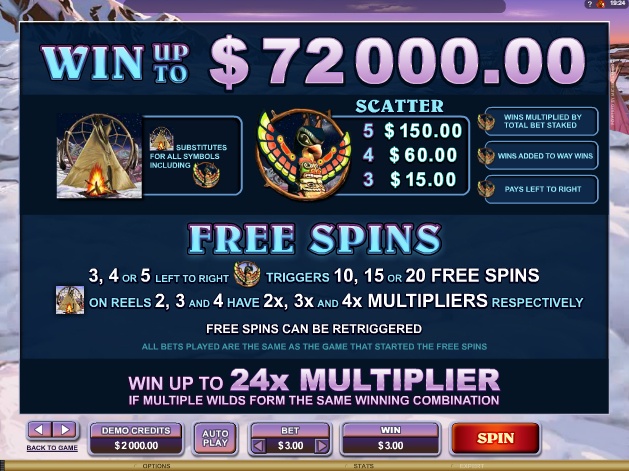 ? 19:24
WIN UP TO $72000.00
SCATTER
5 $150.00
4 $60.00
3 $15.00
SUBSTITUTES
FOR ALL SYMBOLS
INCLUDING
WINS MULTIPLIED BY
TOTAL BET STAKED
WINS ADDED TO WAY WINS
PAYS LEFT TO RIGHT
FREE SPINS
3, 4 OR 5 LEFT TO RIGHT TRIGGERS 10, 15 OR 20 FREE SPINS
ON REELS 2, 3 AND 4 HAVE 2x, 3x AND 4x MULTIPLIERS RESPECTIVELY
FREE SPINS CAN BE RETRIGGERED
ALL BETS PLAYED ARE THE SAME AS THE GAME THAT STARTED THE FREE SPINS
WIN UP TO 24x MULTIPLIER
IF MULTIPLE WILDS FORM THE SAME WINNING COMBINATION
BACK TO GAME
DEMO CREDITS
$2000.00
AUTO
PLAY
BET
$3.00
WIN
$3.00
SPIN
OPTIONS
STATS
EXPERT